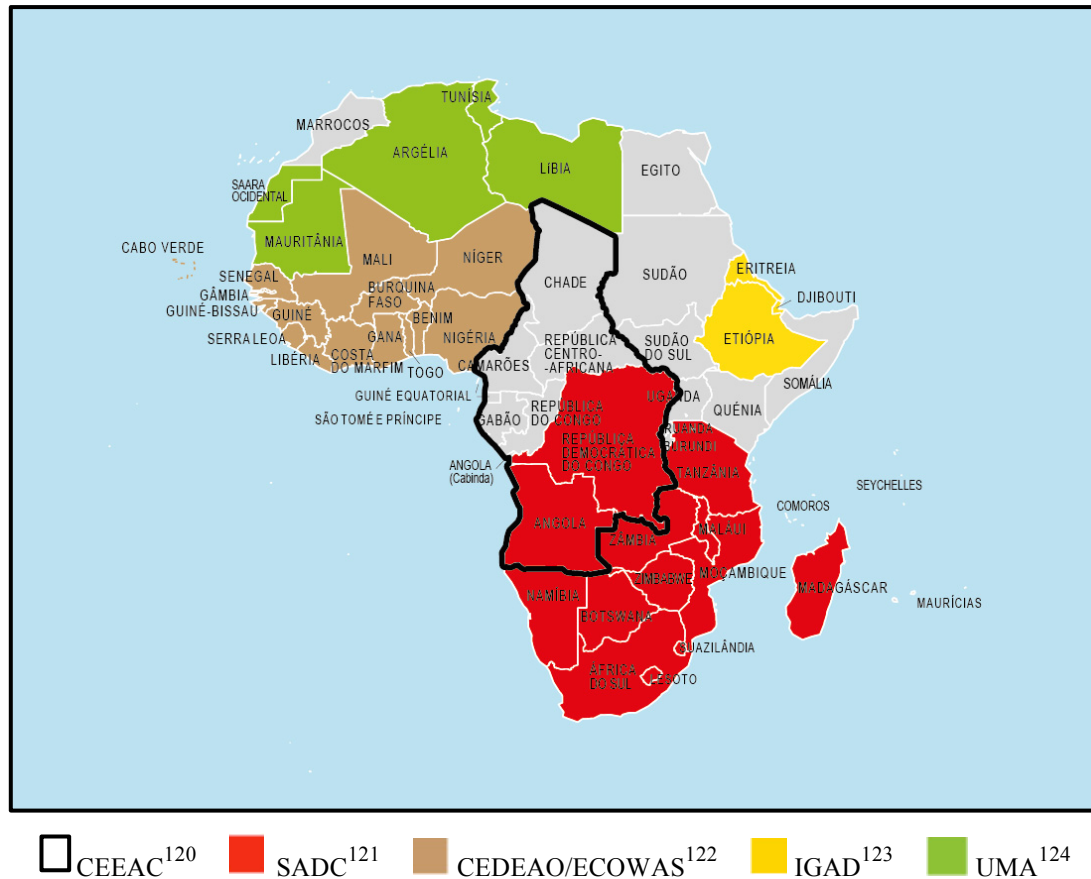 TUNÍSIA
MARROCOS
ARGÉLIA
LÍBIA
EGITO
SAARA
OCIDENTAL
MAURITÂNIA
CABO VERDE
MALI
NÍGER
CHADE
SUDÃO
ERITREIA
DJIBOUTI
SENEGAL
GÂMBIA
GUINÉ-BISSAU
GUINÉ
BURQUINA
FASO
BENIM
NIGÉRIA
SERRA LEOA
LIBÉRIA
COSTA
DO MARFIM
GANA
TOGO
CAMARÕES
REPÚBLICA
CENTRO-
-AFRICANA
SUDÃO
DO SUL
ETIÓPIA
SOMÁLIA
GUINÉ EQUATORIAL
SÃO TOMÉ E PRÍNCIPE
GABÃO
REPÚBLICA
DO CONGO
UGANDA
QUÉNIA
RUANDA
BURUNDI
REPÚBLICA
DEMOCRÁTICA
DO CONGO
TANZÂNIA
ANGOLA
(Cabinda)
SEYCHELLES
COMOROS
ANGOLA
ZÂMBIA
MALAUI
MOÇAMBIQUE
ZIMBABWE
MADAGÁSCAR
MAURÍCIAS
NAMÍBIA
BOTSWANA
SUAZILÂNDIA
ÁFRICA
DO SUL
LESOTO
CEEAC120 SADC121 CEDEAO/ECOWAS122 IGAD123 UMA124